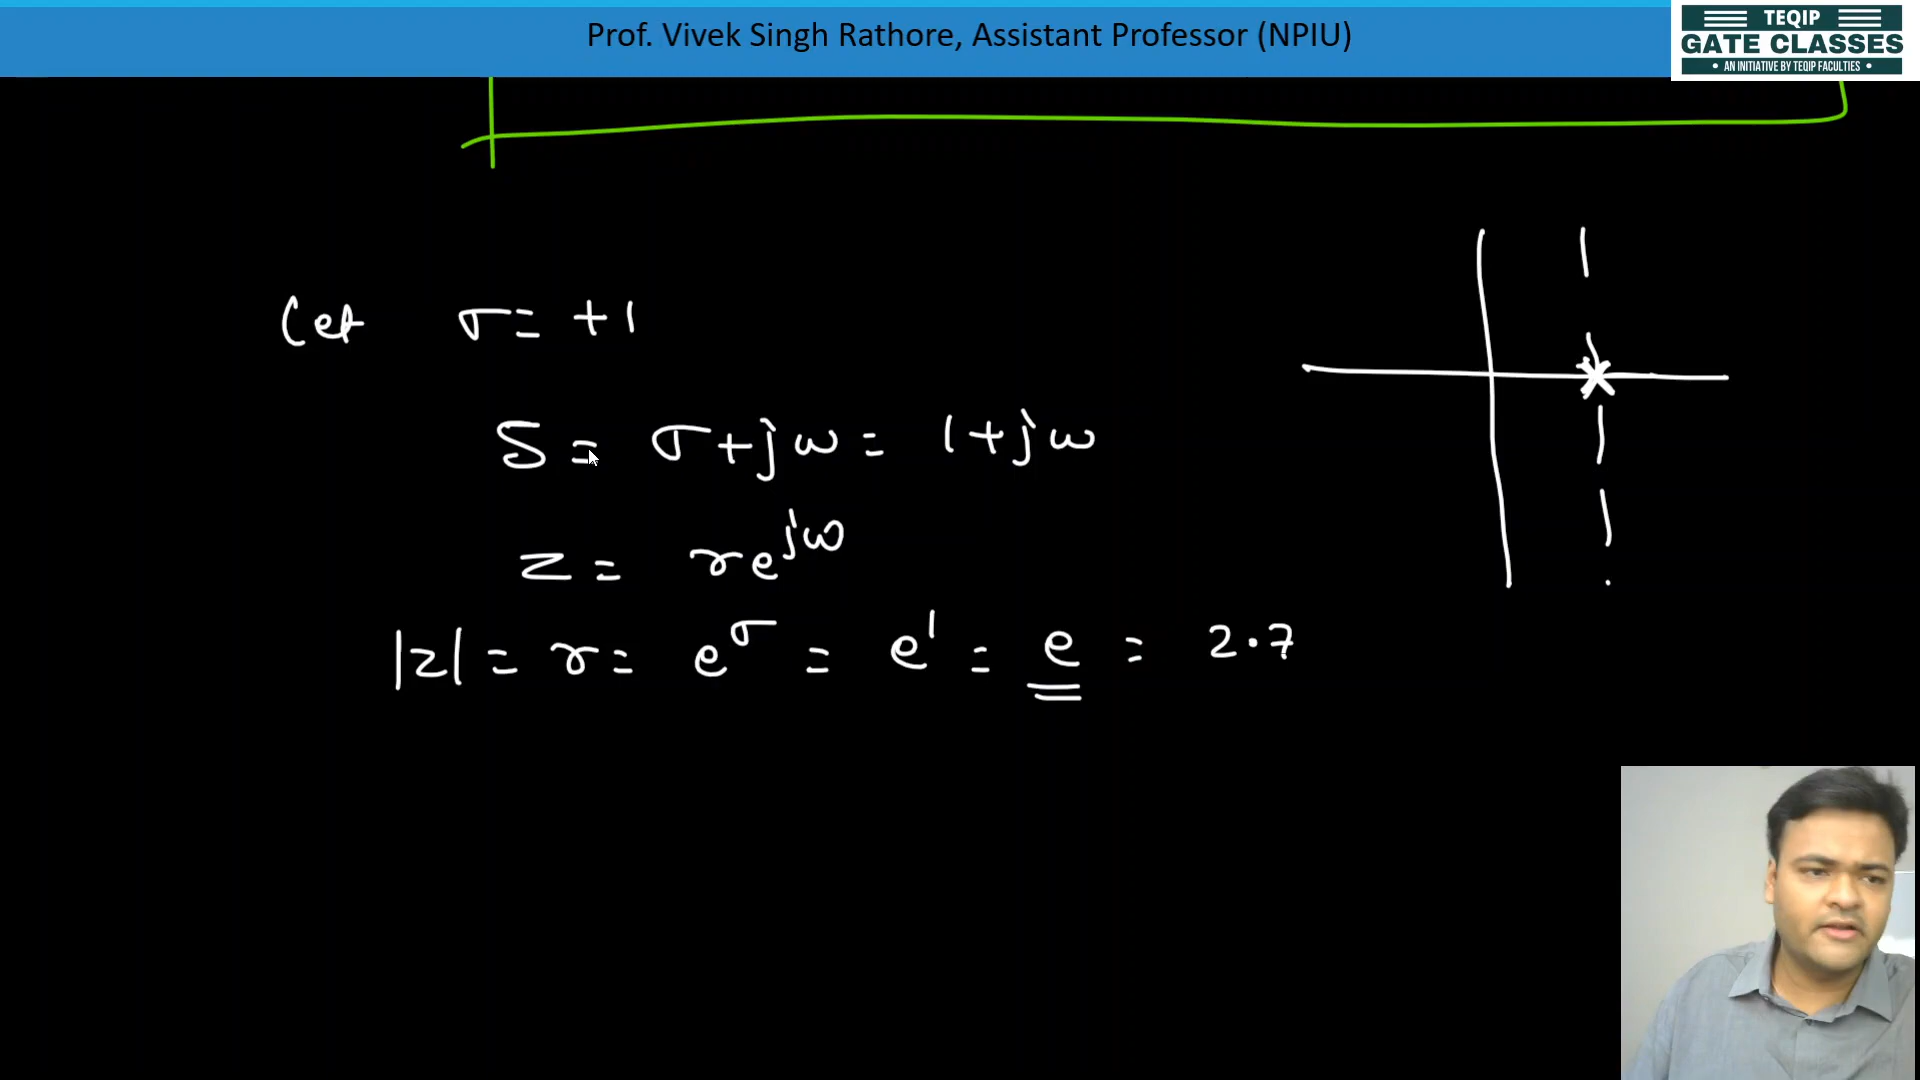 Prof. Vivek Singh Rathore, Assistant Professor (NPIU)
TEQIP
GATE CLASSES
• AN INITIATIVE BY TEQIP FACULTIES •
Let σ = +1
S = σ + jω = 1 + jω
z = re^{jω}
|z| = r = e^σ = e^1 = e = 2.7